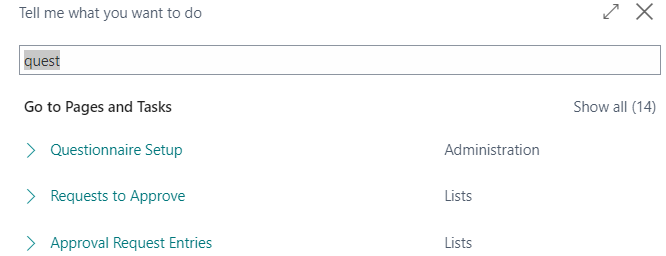 Tell me what you want to do
quest
Go to Pages and Tasks Show all (14)
Questionnaire Setup Administration
Requests to Approve Lists
Approval Request Entries Lists